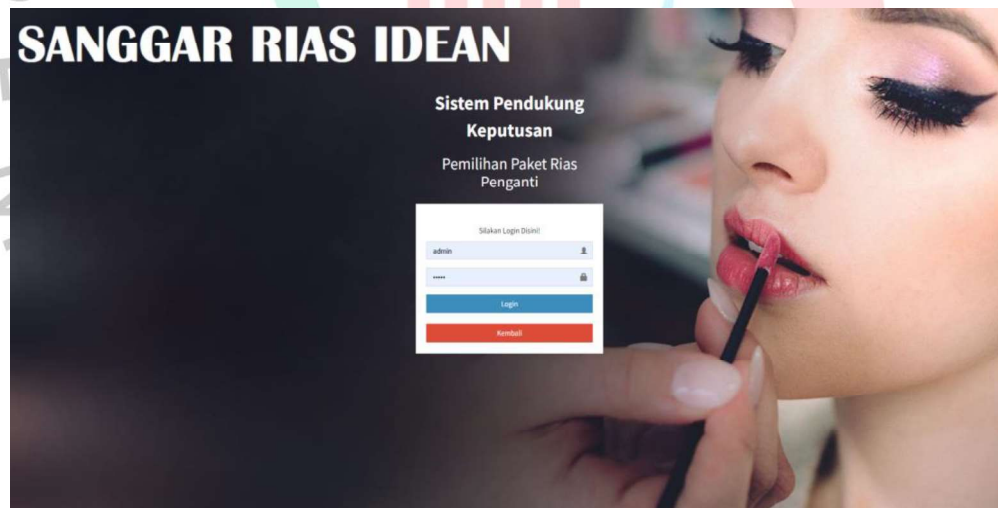 SANGGAR RIAS IDEAN
Sistem Pendukung
Keputusan
Pemilihan Paket Rias
Penganti
Silakan Login Disini!
admin
•••••
Login
Kembali